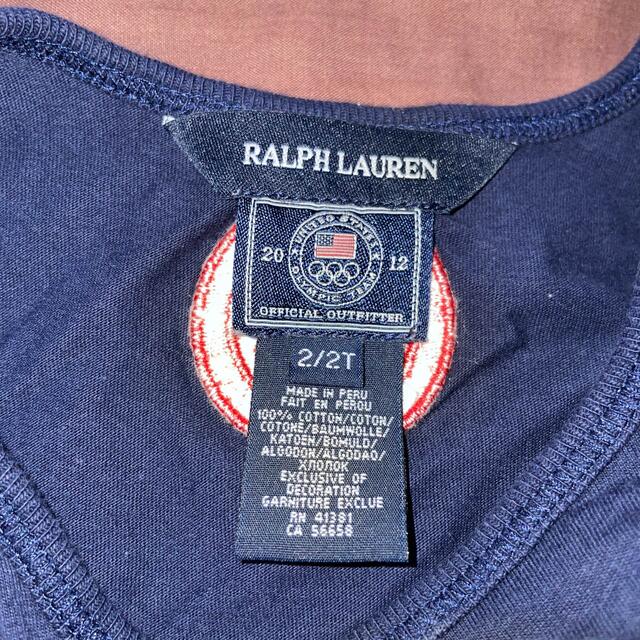 RALPH LAUREN
UNITED STATES
20 12
OLYMPIC TEAM
OFFICIAL OUTFITTER
2/2T
MADE IN PERU
FAIT EN PEROU
100% COTTON/COTON/
COTONE/BAUMWOLLE/
KATOEN/BOMULD/
ALGODON/ALGODAO/
ХЛОПОК
EXCLUSIVE OF
DECORATION
GARNITURE EXCLUE
RN 41381
CA 56658